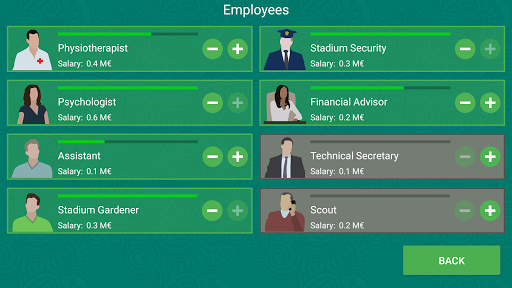 Employees
Physiotherapist
Salary: 0.4 M€
Stadium Security
Salary: 0.3 M€
Psychologist
Salary: 0.6 M€
Financial Advisor
Salary: 0.2 M€
Assistant
Salary: 0.1 M€
Technical Secretary
Salary: 0.1 M€
Stadium Gardener
Salary: 0.3 M€
Scout
Salary: 0.2 M€
BACK